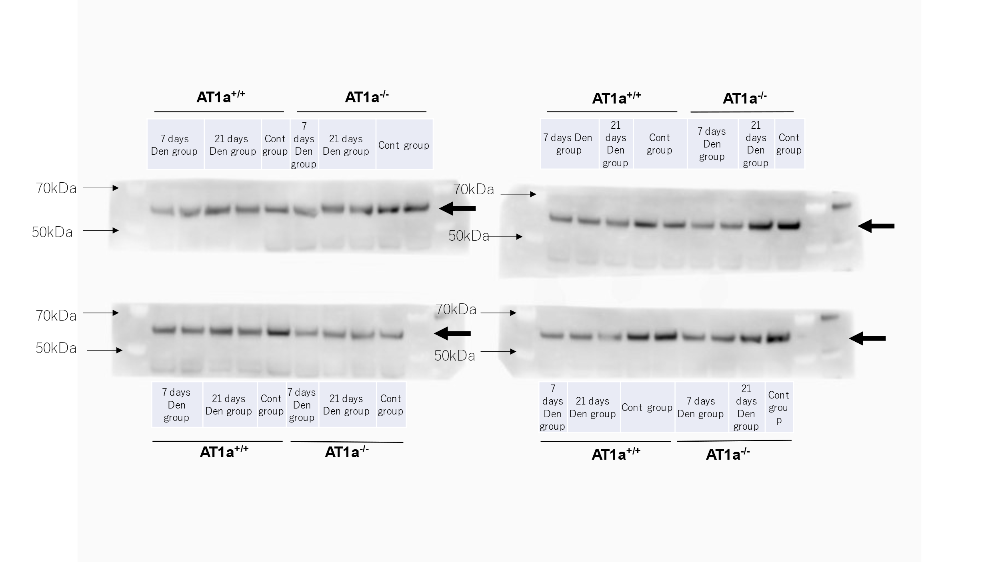 AT1a+/+
AT1a-/-
7 days
Den group
21 days
Den group
Cont
group
7
days
Den
group
21 days
Den group
Cont group
70kDa
50kDa
AT1a+/+
AT1a-/-
7 days Den
group
21
days
Den
group
Cont
group
7 days
Den
group
21
days
Den
group
Cont
group
70kDa
50kDa
70kDa
50kDa
7 days
Den
group
21 days
Den group
Cont
group
7 days
Den
group
21 days
Den group
Cont
group
AT1a+/+
AT1a-/-
70kDa
50kDa
7
days
Den
group
21 days
Den group
Cont group
7 days
Den group
21
days
Den
group
Cont
grou
p
AT1a+/+
AT1a-/-